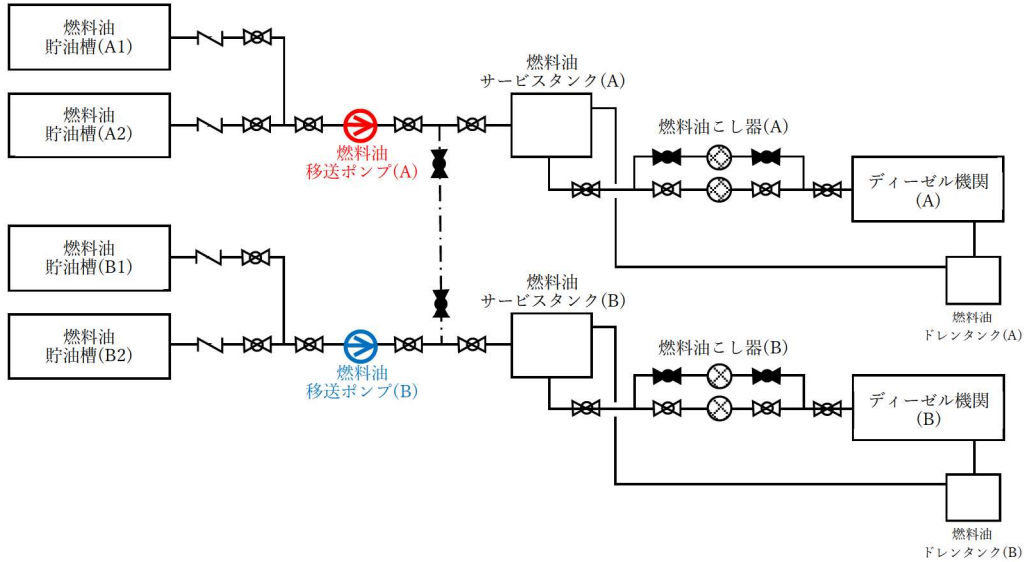 燃料油
貯油槽(A1)
燃料油
貯油槽(A2)
燃料油
移送ポンプ(A)
燃料油
サービスタンク(A)
燃料油こし器(A)
ディーゼル機関
(A)
燃料油
ドレンタンク(A)
燃料油
貯油槽(B1)
燃料油
貯油槽(B2)
燃料油
移送ポンプ(B)
燃料油
サービスタンク(B)
燃料油こし器(B)
ディーゼル機関
(B)
燃料油
ドレンタンク(B)